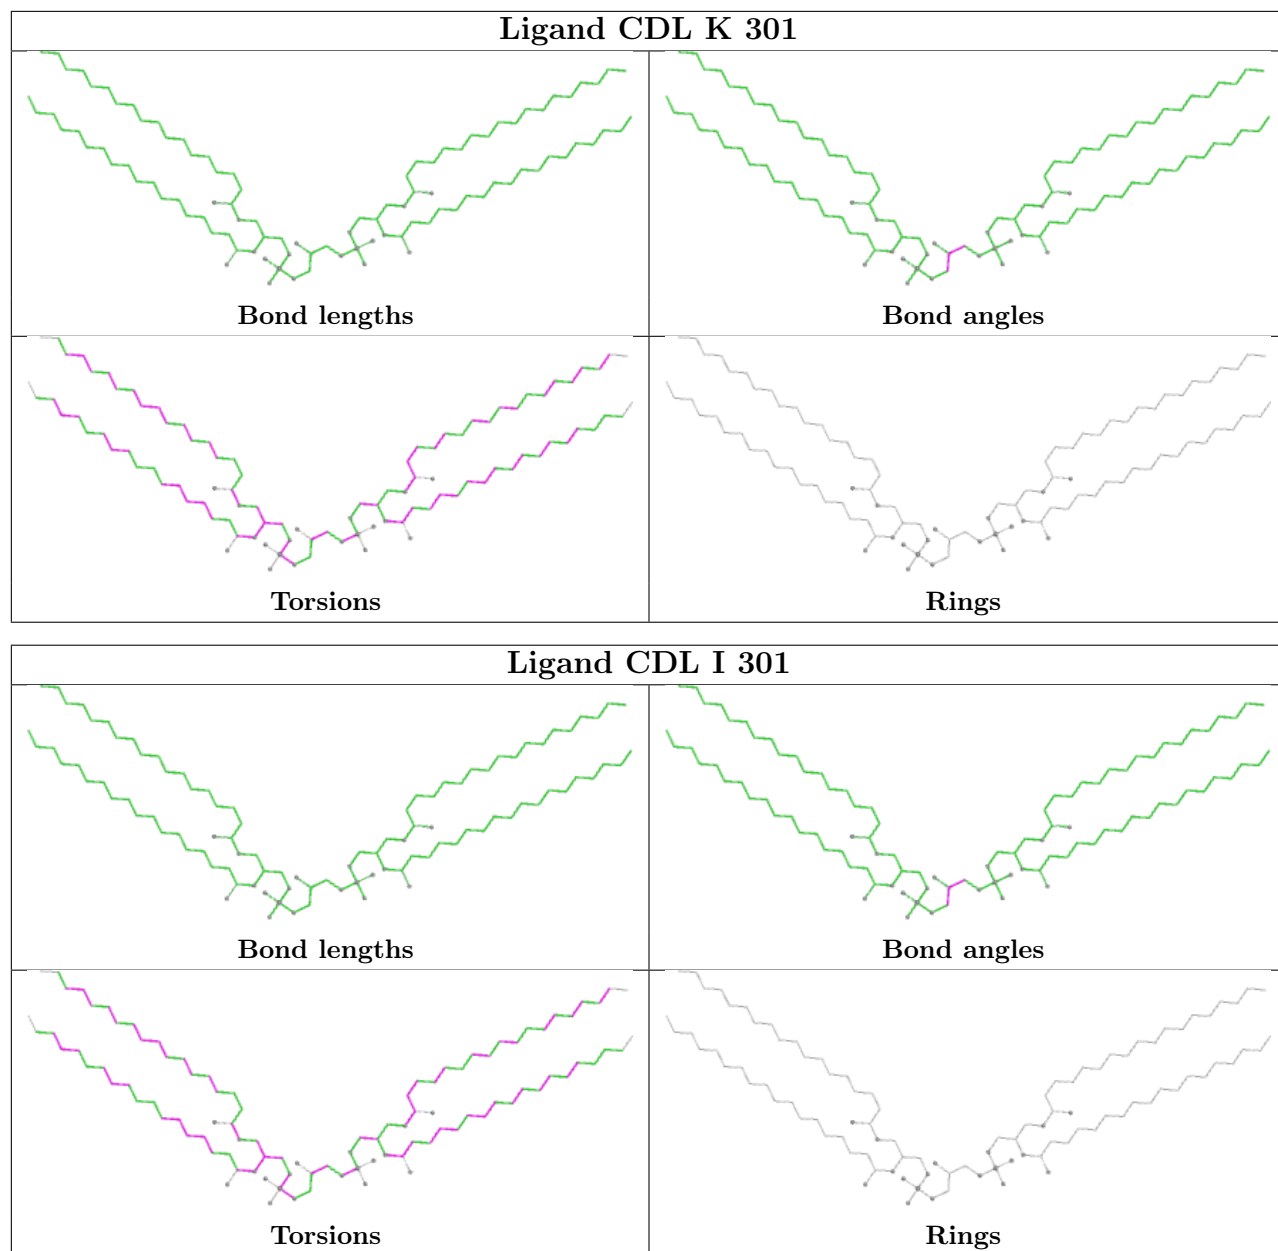 Ligand CDL K 301
Bond lengths
Bond angles
Torsions
Rings
Ligand CDL I 301
Bond lengths
Bond angles
Torsions
Rings